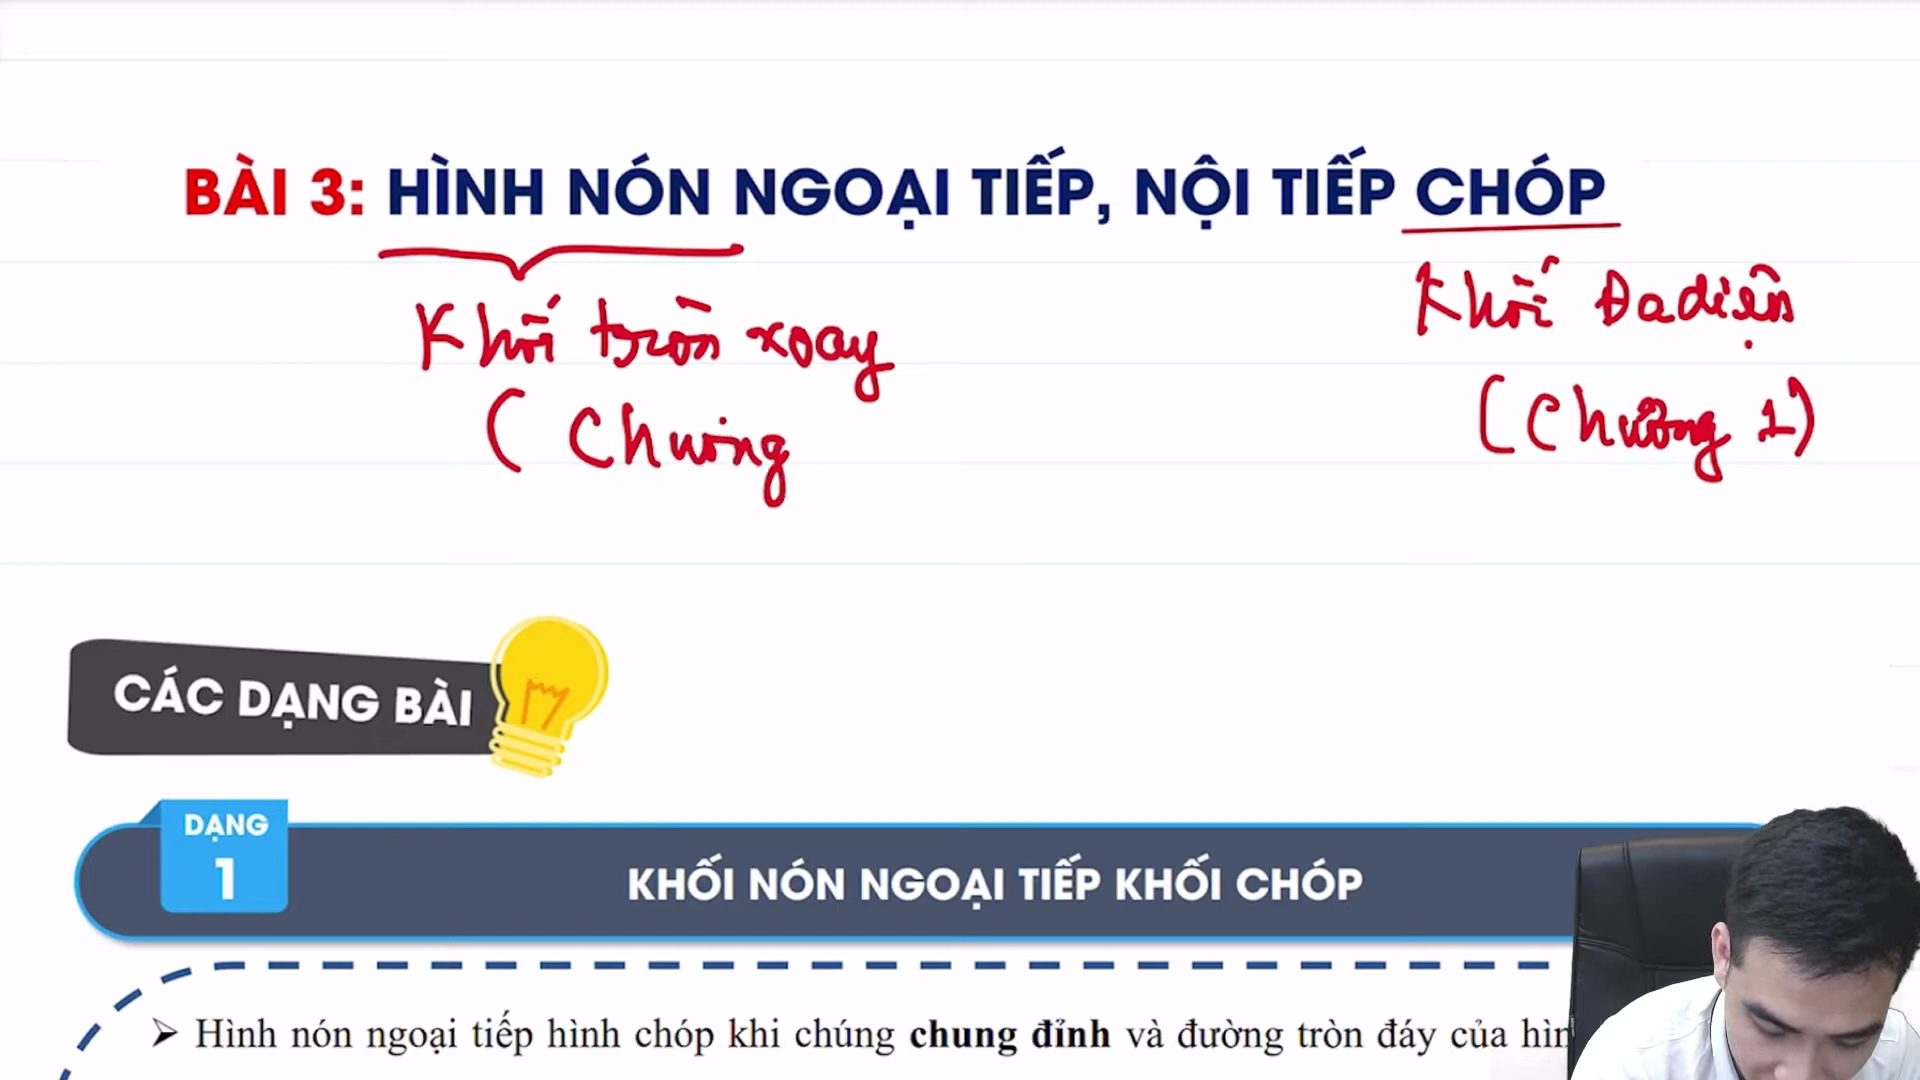 BÀI 3: HÌNH NÓN NGOẠI TIẾP, NỘI TIẾP CHÓP
Khối tròn xoay
(Chương
Khối Đa diện
(Chương 1)
CÁC DẠNG BÀI
DẠNG
1
KHỐI NÓN NGOẠI TIẾP KHỐI CHÓP
➢ Hình nón ngoại tiếp hình chóp khi chúng chung đỉnh và đường tròn đáy của